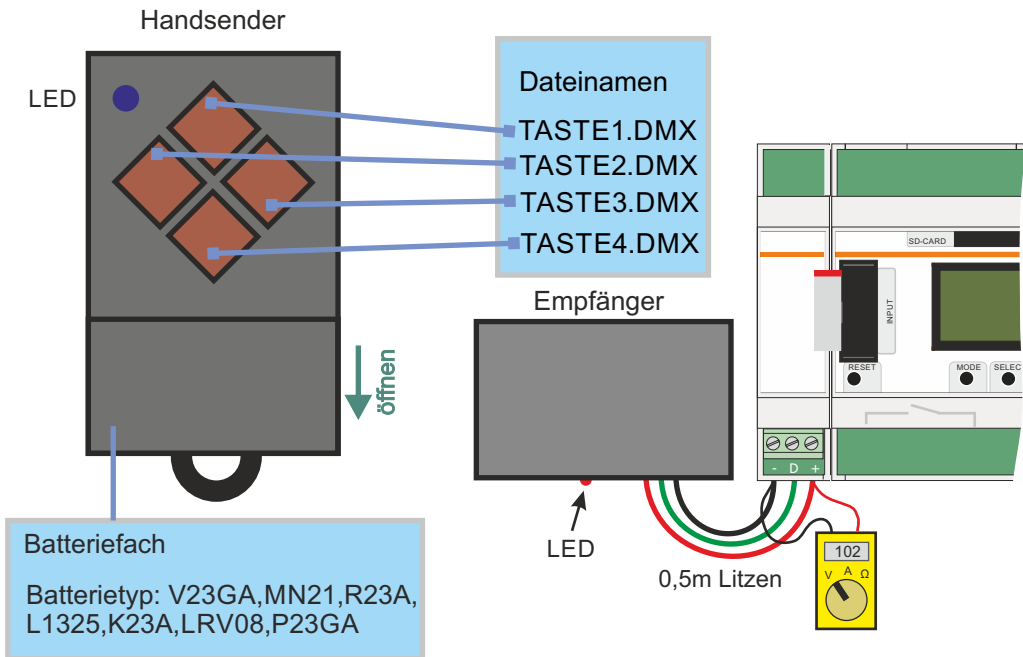 Handsender
LED
Dateinamen
TASTE1.DMX
TASTE2.DMX
TASTE3.DMX
TASTE4.DMX
SD-CARD
INPUT
RESET
MODE
SELEC
Empfänger
öffnen
- D +
LED
0,5m Litzen
102
V A Ω
Batteriefach
Batterietyp: V23GA,MN21,R23A,
L1325,K23A,LRV08,P23GA